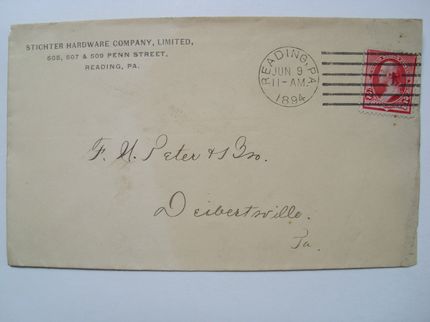 STICHTER HARDWARE COMPANY, LIMITED,
505, 507 & 509 PENN STREET,
READING, PA.
READING, PA.
JUN 9
11-AM.
1894
F. H. Peter & Bro.
Deibertsville.
Pa.